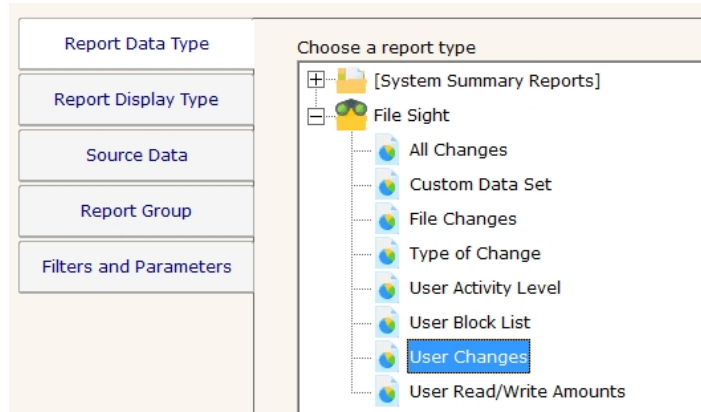 Report Data Type
Report Display Type
Source Data
Report Group
Filters and Parameters
Choose a report type
[System Summary Reports]
File Sight
All Changes
Custom Data Set
File Changes
Type of Change
User Activity Level
User Block List
User Changes
User Read/Write Amounts